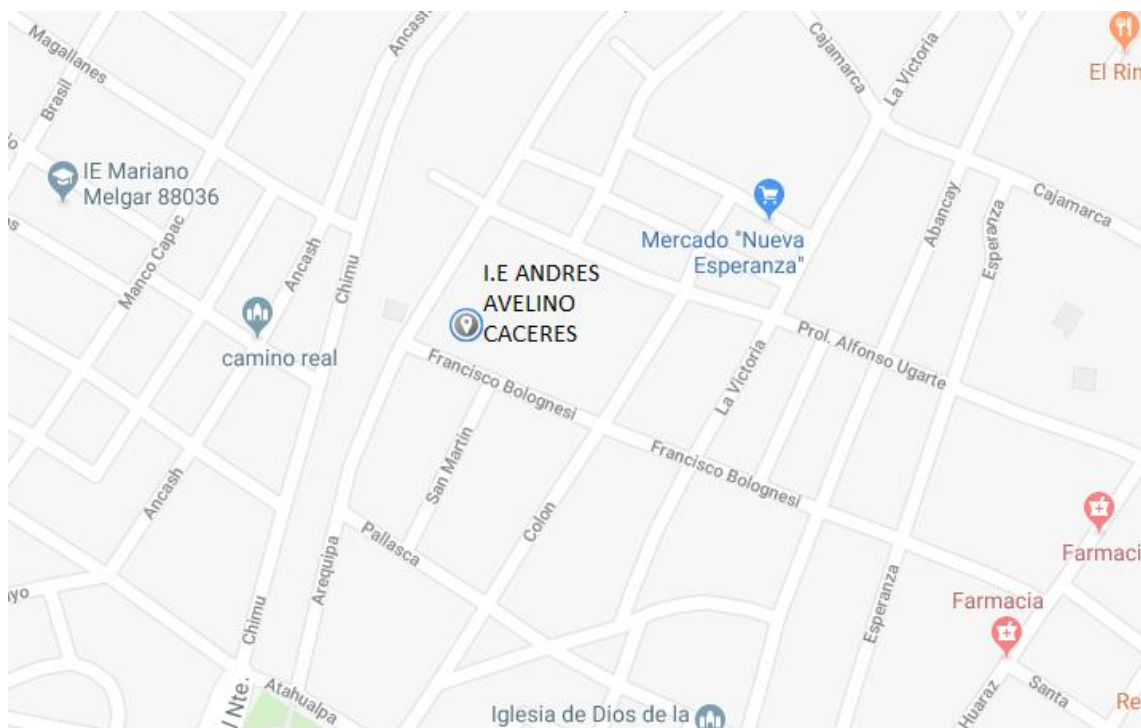 Magallanes
Brasil
Ancash
Cajamarca
La Victoria
El Rin
IE Mariano
Melgar 88036
Manco Capac
Ancash
Chimu
Mercado "Nueva
Esperanza"
Abancay
Esperanza
Cajamarca
I.E ANDRES
AVELINO
CACERES
camino real
Prol. Alfonso Ugarte
Francisco Bolognesi
La Victoria
San Martin
Francisco Bolognesi
Ancash
Colon
Pallasca
Arequipa
Farmaci
Esperanza
Farmacia
Chimu
Atahualpa
l Nte.
Iglesia de Dios de la
Huaraz
Santa
Re